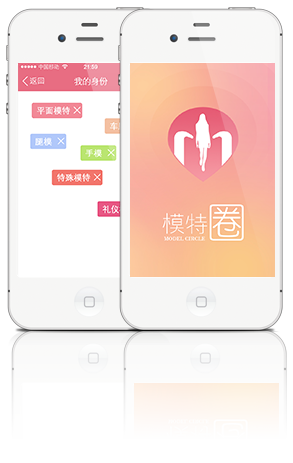 中国移动
21:59
返回
我的身份
平面模特
车
腿模
手模
特殊模特
礼仪
模特圈
MODEL CIRCLE